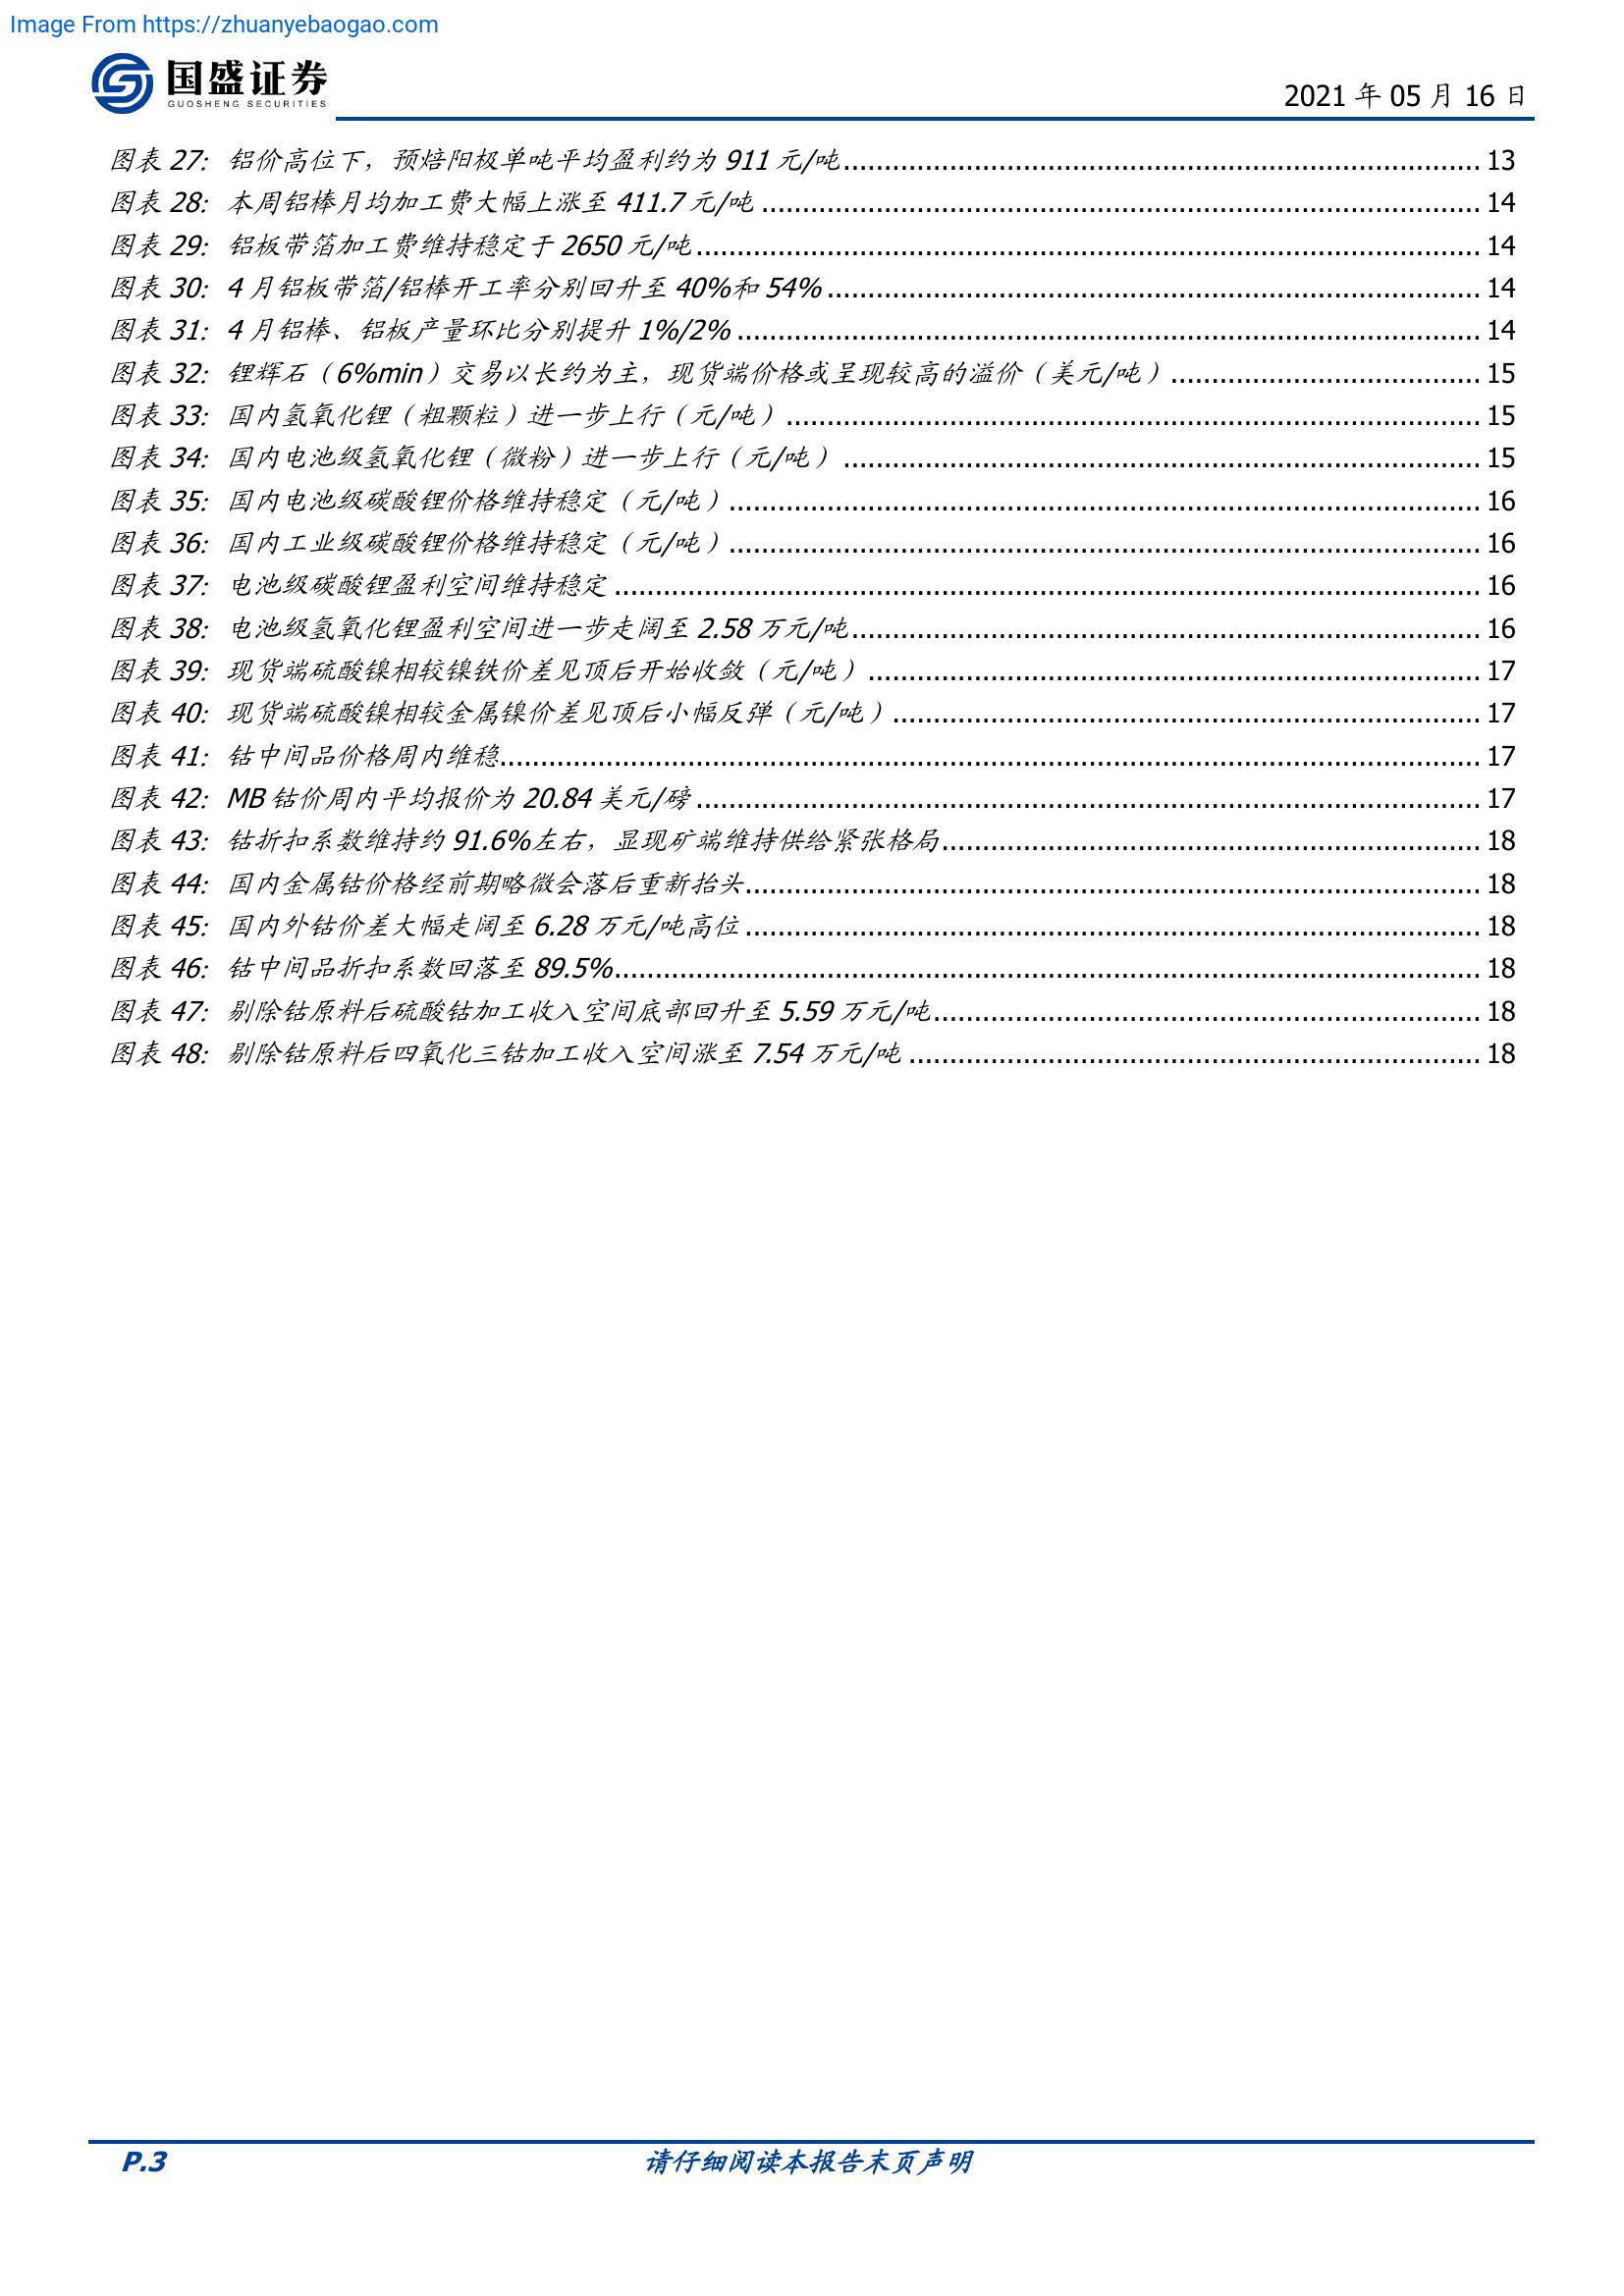 Image From https://zhuanyebaogao.com
国盛证券
GUOSHENG SECURITIES
2021 年 05 月 16 日
图表 27: 铝价高位下，预焙阳极单吨平均盈利约为 911 元/吨 13
图表 28: 本周铝棒月均加工费大幅上涨至 411.7 元/吨 14
图表 29: 铝板带箔加工费维持稳定于 2650 元/吨 14
图表 30: 4 月铝板带箔/铝棒开工率分别回升至 40%和 54% 14
图表 31: 4 月铝棒、铝板产量环比分别提升 1%/2% 14
图表 32: 锂辉石（6%min）交易以长约为主，现货端价格或呈现较高的溢价（美元/吨） 15
图表 33: 国内氢氧化锂（粗颗粒）进一步上行（元/吨） 15
图表 34: 国内电池级氢氧化锂（微粉）进一步上行（元/吨） 15
图表 35: 国内电池级碳酸锂价格维持稳定（元/吨） 16
图表 36: 国内工业级碳酸锂价格维持稳定（元/吨） 16
图表 37: 电池级碳酸锂盈利空间维持稳定 16
图表 38: 电池级氢氧化锂盈利空间进一步走阔至 2.58 万元/吨 16
图表 39: 现货端硫酸镍相较镍铁价差见顶后开始收敛（元/吨） 17
图表 40: 现货端硫酸镍相较金属镍价差见顶后小幅反弹（元/吨） 17
图表 41: 钴中间品价格周内维稳 17
图表 42: MB 钴价周内平均报价为 20.84 美元/磅 17
图表 43: 钴折扣系数维持约 91.6%左右，显现矿端维持供给紧张格局 18
图表 44: 国内金属钴价格经前期略微会落后重新抬头 18
图表 45: 国内外钴价差大幅走阔至 6.28 万元/吨高位 18
图表 46: 钴中间品折扣系数回落至 89.5% 18
图表 47: 剔除钴原料后硫酸钴加工收入空间底部回升至 5.59 万元/吨 18
图表 48: 剔除钴原料后四氧化三钴加工收入空间涨至 7.54 万元/吨 18
P.3
请仔细阅读本报告末页声明